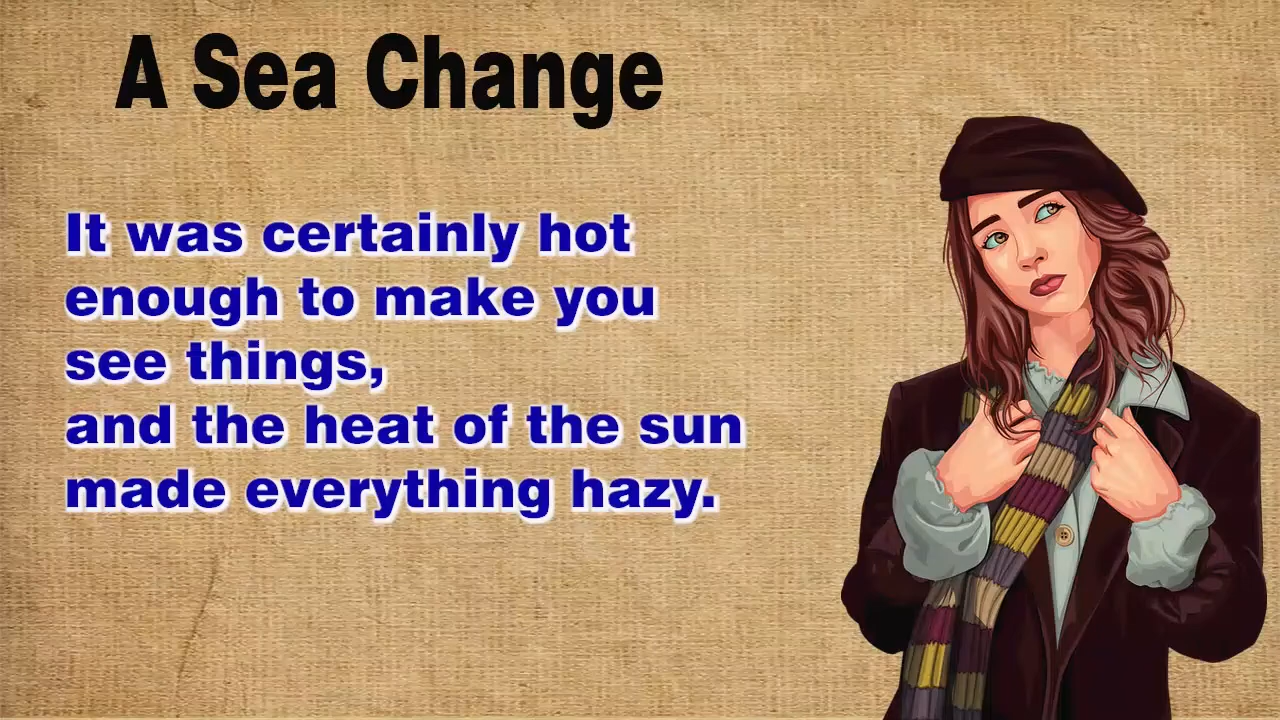 A Sea Change
It was certainly hot
enough to make you
see things,
and the heat of the sun
made everything hazy.